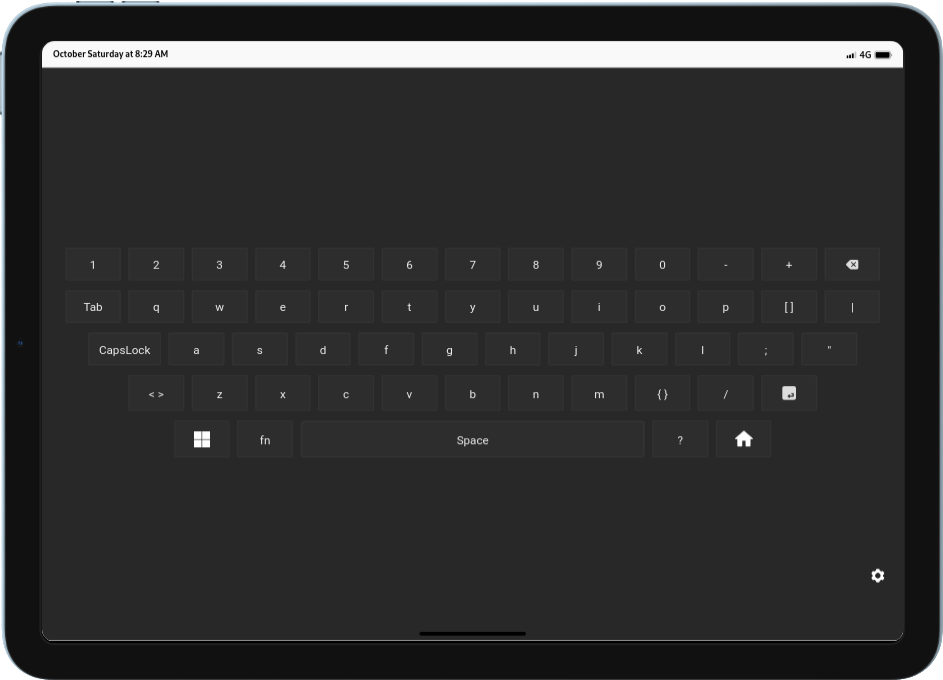 October Saturday at 8:29 AM 4G
1 2 3 4 5 6 7 8 9 0 - +
Tab q w e r t y u i o p [ ] |
CapsLock a s d f g h j k l ; "
< > z x c v b n m { } /
fn Space ?